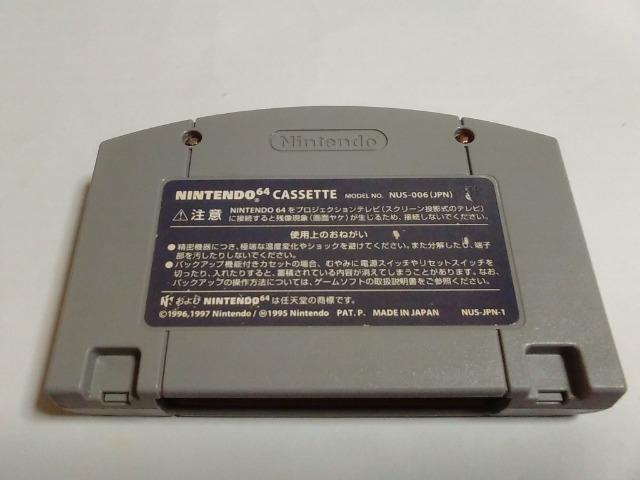 Nintendo
NINTENDO64 CASSETTE MODEL NO. NUS-006(JPN)
⚠注意 NINTENDO 64をプロジェクションテレビ(スクリーン投影式のテレビ)
に接続すると残像現象(画面ヤケ)が生じるため、接続しないでください。
使用上のおねがい
●精密機器につき、極端な温度変化やショックを避けてください。また分解したり、端子
部を汚したりしないでください。
●バックアップ機能付きカセットの場合、むやみに電源スイッチやリセットスイッチを
切ったり、入れたりすると、蓄積されている内容が消えてしまうことがあります。なお、
バックアップの操作方法については、ゲームソフトの取扱説明書をご参照ください。
および NINTENDO64は任天堂の商標です。
©1996,1997 Nintendo/Ⓜ1995 Nintendo PAT. P. MADE IN JAPAN NUS-JPN-1